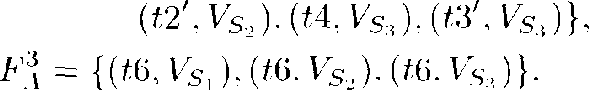 (t2′, V_{S_2}). (t4, V_{S_3}), (t3′, V_{S_3})},
F_A^3 = {(t6, V_{S_1}), (t6. V_{S_2}). (t6. V_{S_3})}.